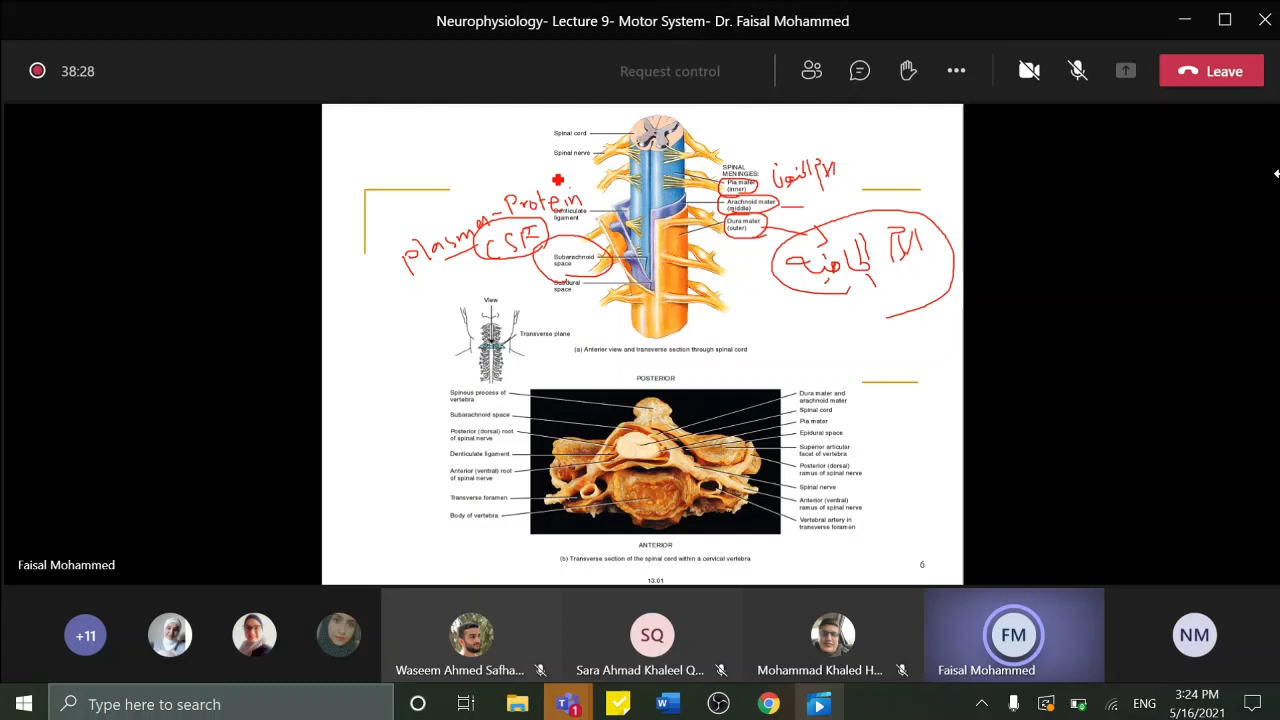 Neurophysiology- Lecture 9- Motor System- Dr. Faisal Mohammed
38:28
Request control
Leave
Spinal cord
Spinal nerve
SPINAL
MENINGES:
Pia mater
(inner)
الام الحنون
Arachnoid mater
(middle)
Dura mater
(outer)
الام الجافيه
plasma - Protein
CSF
Denticulate
ligament
Subarachnoid
space
Subdural
space
View
Transverse plane
(a) Anterior view and transverse section through spinal cord
POSTERIOR
Spinous process of
vertebra
Subarachnoid space
Posterior (dorsal) root
of spinal nerve
Denticulate ligament
Anterior (ventral) root
of spinal nerve
Transverse foramen
Body of vertebra
Dura mater and
arachnoid mater
Spinal cord
Pia mater
Epidural space
Superior articular
facet of vertebra
Posterior (dorsal)
ramus of spinal nerve
Spinal nerve
Anterior (ventral)
ramus of spinal nerve
Vertebral artery in
transverse foramen
ANTERIOR
(b) Transverse section of the spinal cord within a cervical vertebra
13.01
6
Mohammed
+11
Waseem Ahmed Safha...
SQ
Sara Ahmad Khaleel Q...
Mohammad Khaled H...
FM
Faisal Mohammed
NM
Type here to search
1
ENG
3:24 PM
5/16/2021